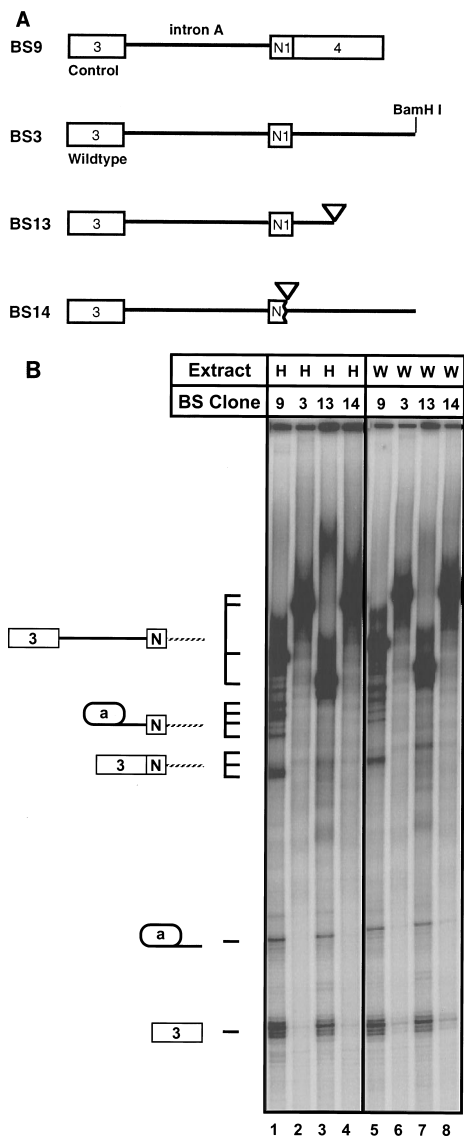 A
BS9 3 intron A N1 4
Control
BamH I
BS3 3 N1
Wildtype
BS13 3 N1
BS14 3 N
B
Extract H H H H W W W W
BS Clone 9 3 13 14 9 3 13 14
3 N
a N
3 N
a
3
1 2 3 4 5 6 7 8